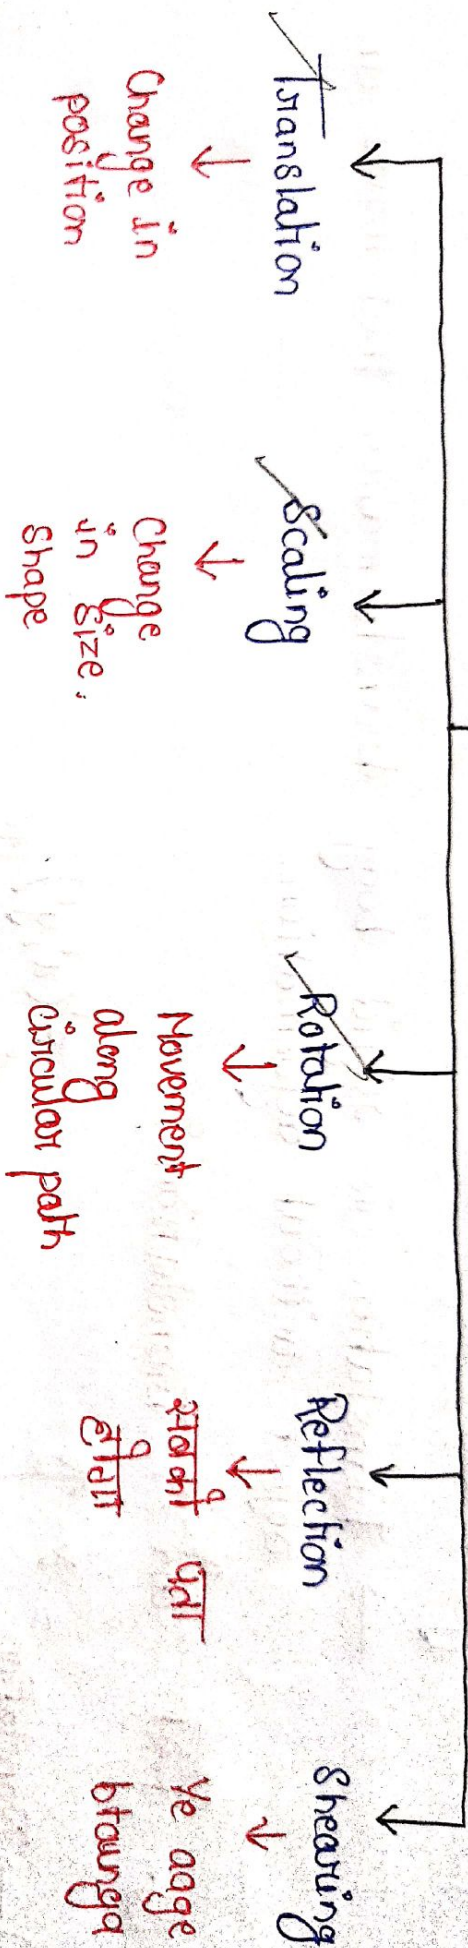 Translation
Change in
position
Scaling
Change
in Size,
Shape
Rotation
Movement
along
circular path
Reflection
सबको पता
होगा
Shearing
Ye aage
btaunga